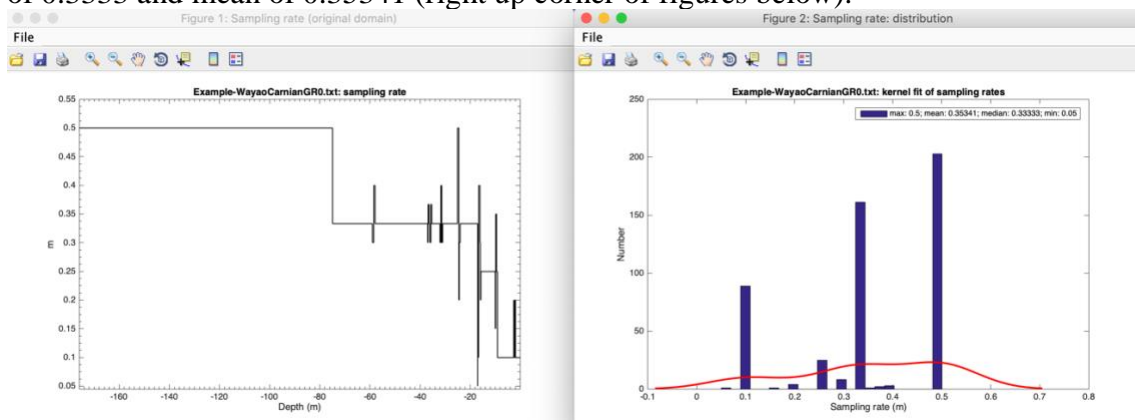 of 0.3333 and mean of 0.35341 (right up corner of figures below).
Figure 1: Sampling rate (original domain)
File
Example-WayaoCarnianGR0.txt: sampling rate
0.55
0.5
0.45
0.4
0.35
0.3
0.25
0.2
0.15
0.1
0.05
m
-160
-140
-120
-100
-80
-60
-40
-20
Depth (m)
Figure 2: Sampling rate: distribution
File
Example-WayaoCarnianGR0.txt: kernel fit of sampling rates
max: 0.5; mean: 0.35341; median: 0.33333; min: 0.05
250
200
150
100
50
0
Number
-0.1
0
0.1
0.2
0.3
0.4
0.5
0.6
0.7
0.8
Sampling rate (m)